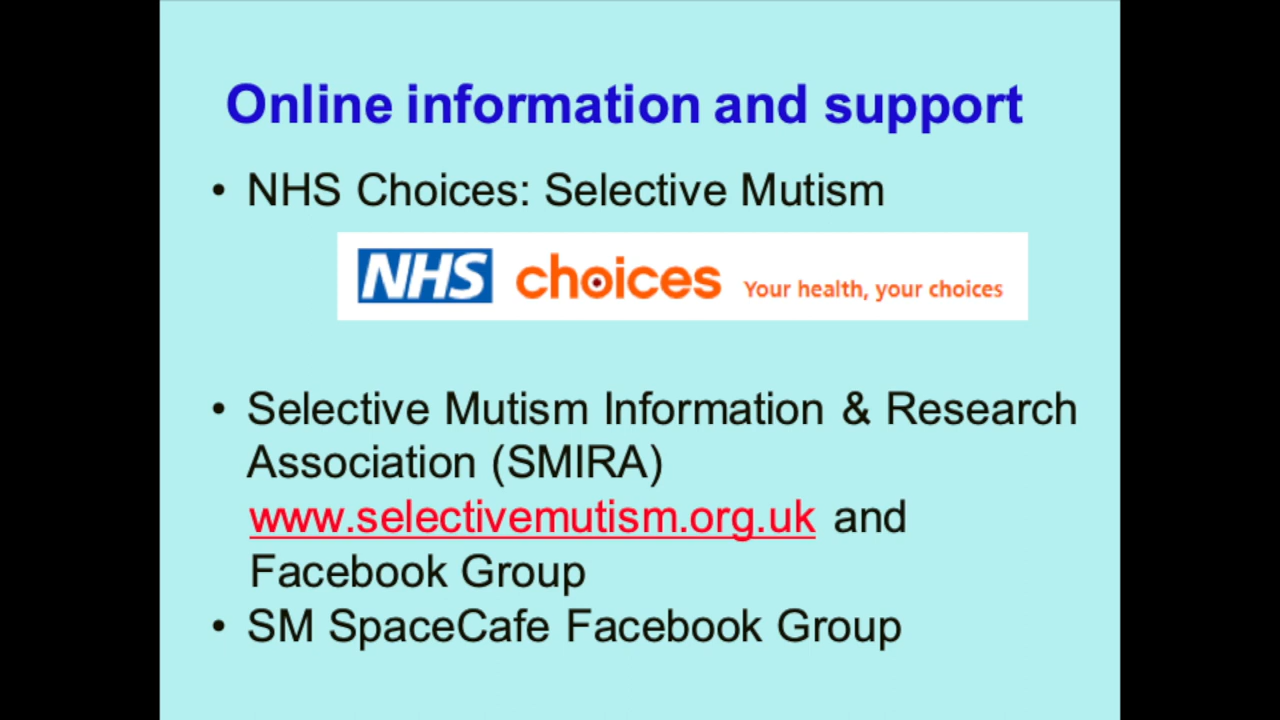 Online information and support
• NHS Choices: Selective Mutism
NHS choices Your health, your choices
• Selective Mutism Information & Research
Association (SMIRA)
www.selectivemutism.org.uk and
Facebook Group
• SM SpaceCafe Facebook Group